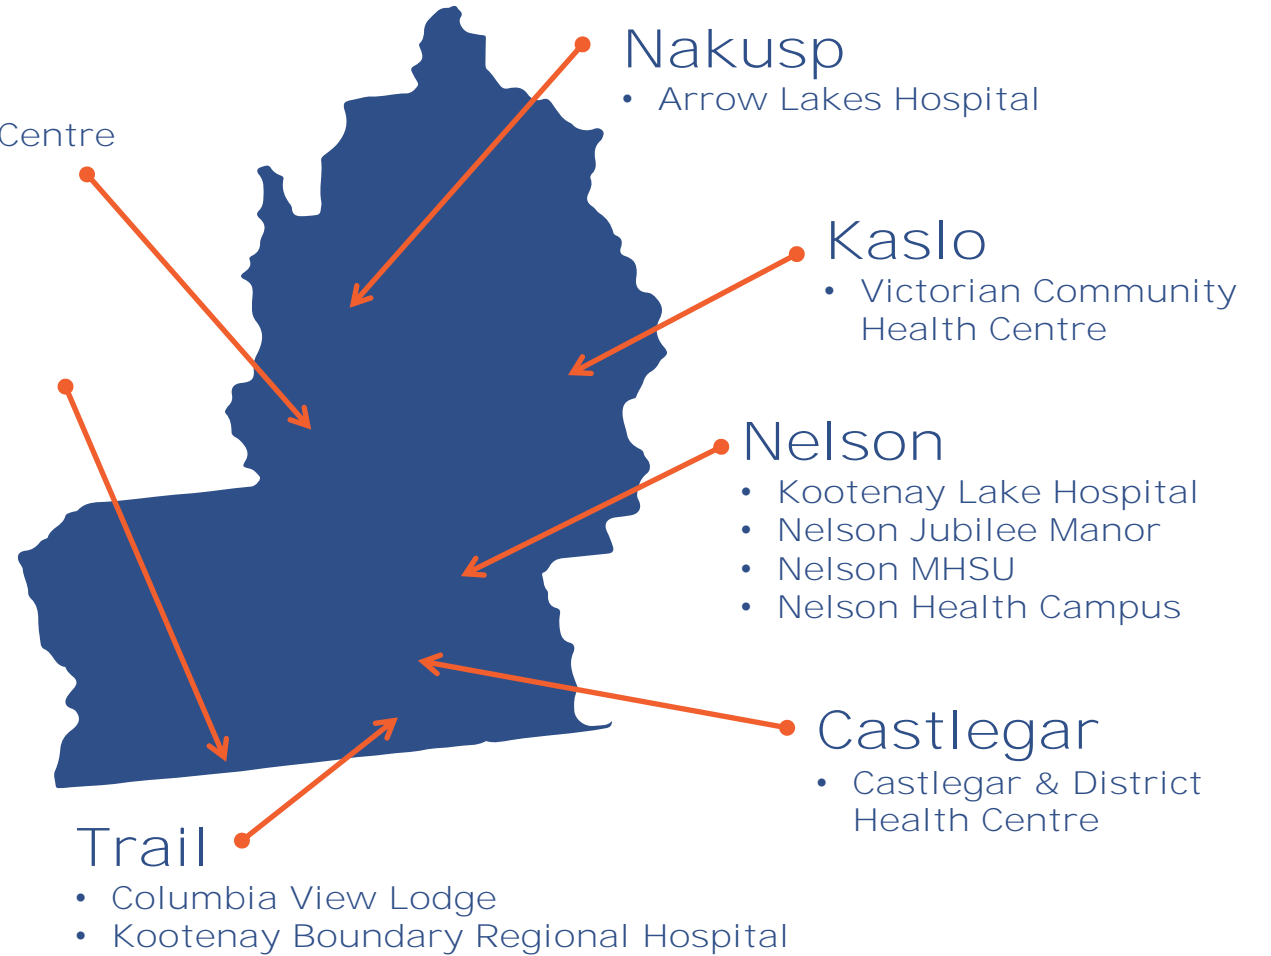 Nakusp
• Arrow Lakes Hospital
Centre
Kaslo
• Victorian Community
Health Centre
Nelson
• Kootenay Lake Hospital
• Nelson Jubilee Manor
• Nelson MHSU
• Nelson Health Campus
Castlegar
• Castlegar & District
Health Centre
Trail
• Columbia View Lodge
• Kootenay Boundary Regional Hospital